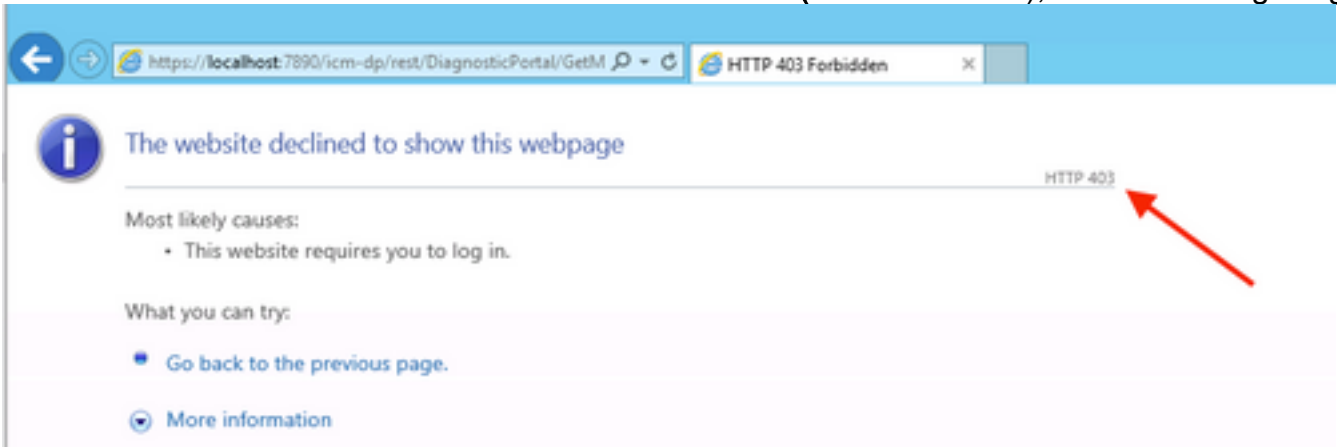 https://localhost:7890/icm-dp/rest/DiagnosticPortal/GetM
HTTP 403 Forbidden
The website declined to show this webpage
HTTP 403
Most likely causes:
• This website requires you to log in.
What you can try:
Go back to the previous page.
More information